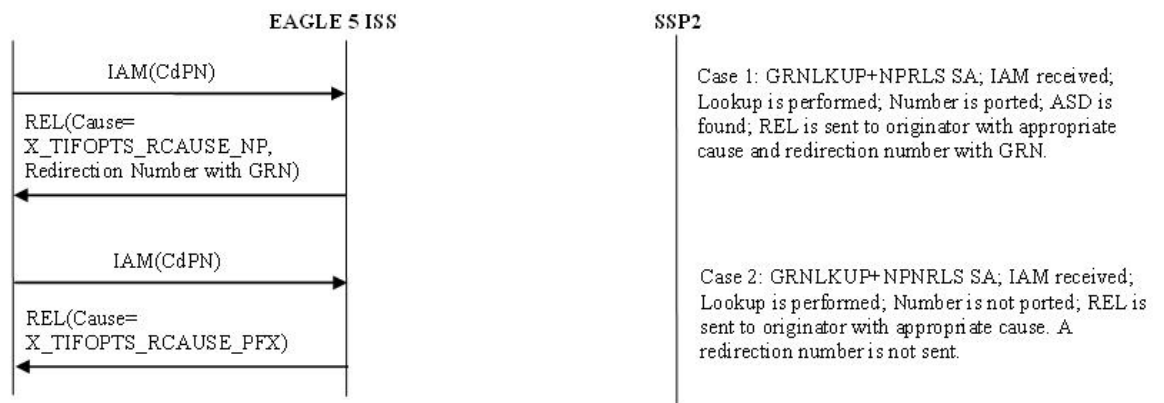 EAGLE 5 ISS
SSP2
IAM(CdPN)
REL(Cause=
X_TIFOPTS_RCAUSE_NP,
Redirection Number with GRN)
Case 1: GRNLKUP+NPRLS SA; IAM received;
Lookup is performed; Number is ported; ASD is
found; REL is sent to originator with appropriate
cause and redirection number with GRN.
IAM(CdPN)
REL(Cause=
X_TIFOPTS_RCAUSE_PFX)
Case 2: GRNLKUP+NPNRLS SA; IAM received;
Lookup is performed; Number is not ported; REL is
sent to originator with appropriate cause. A
redirection number is not sent.